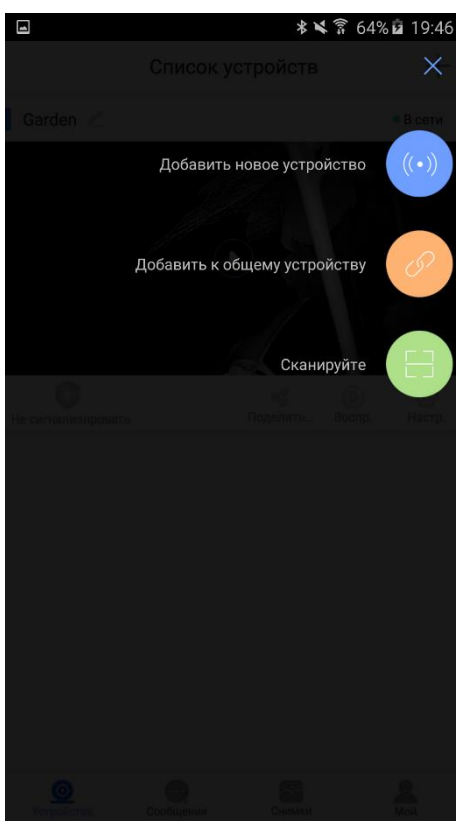 64% 19:46
Список устройств
Garden
В сети
Добавить новое устройство
Добавить к общему устройству
Сканируйте
Не сигнализировать
Поделить.. Воспр. Настр.
Устройство Сообщения Снимки Мой